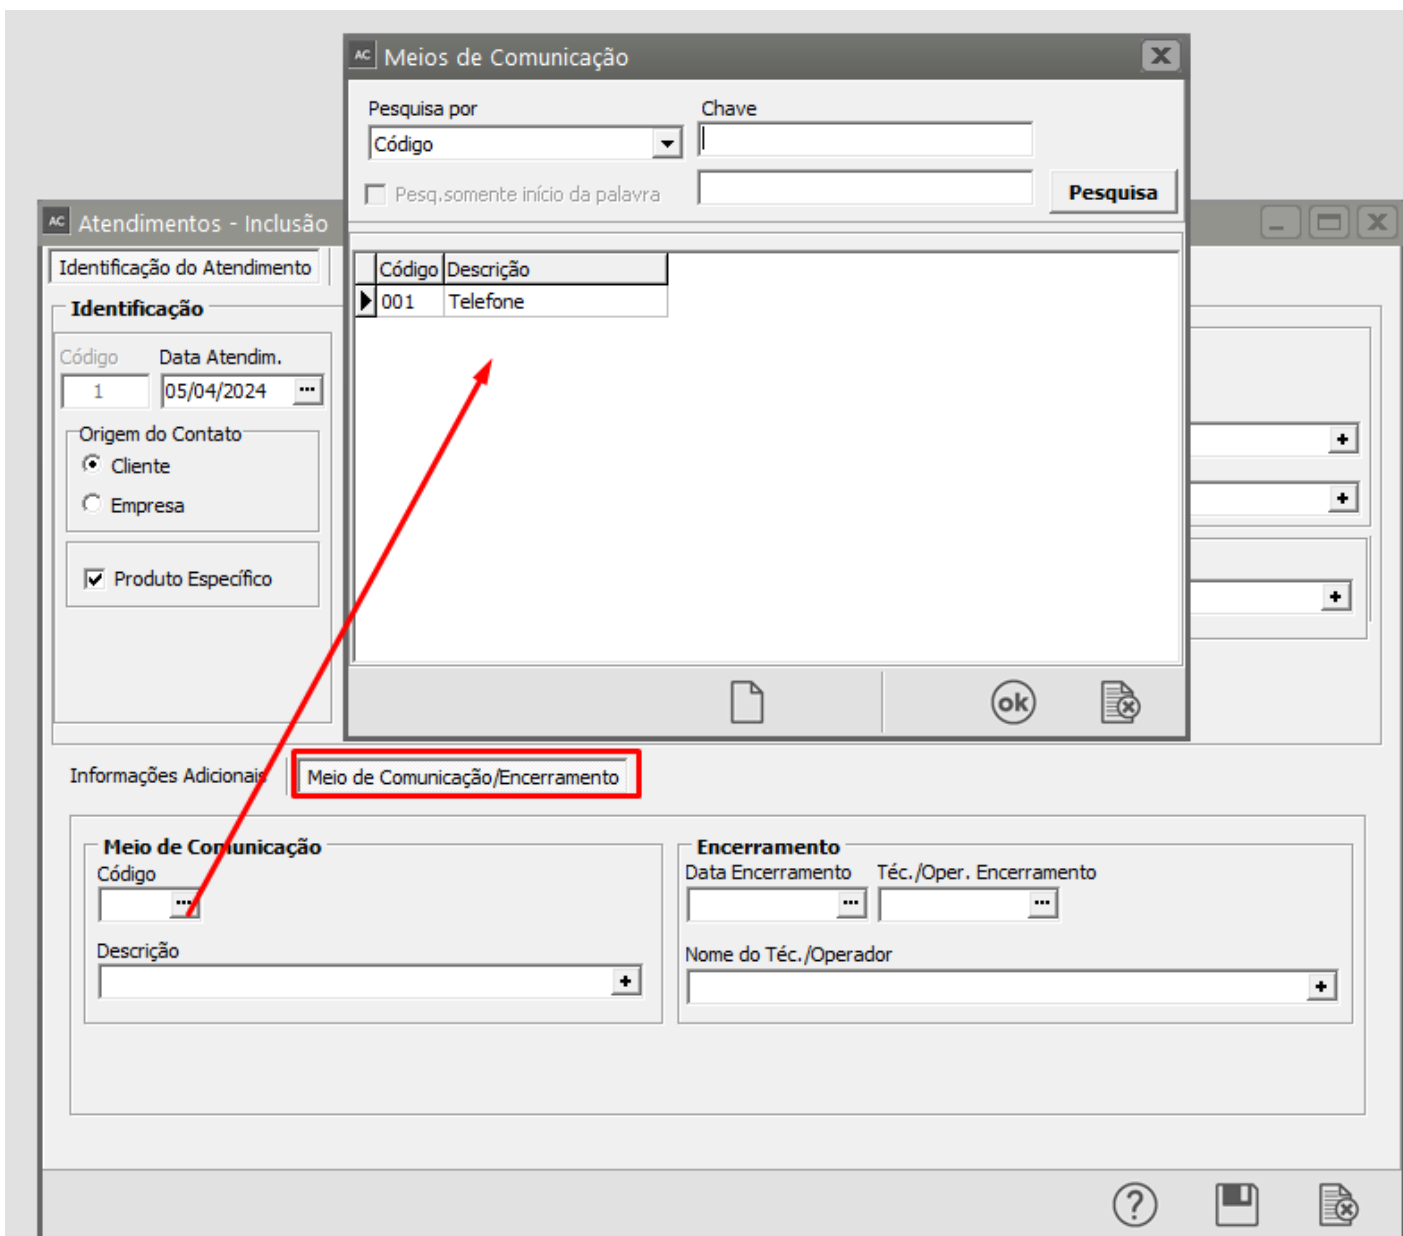 AC Meios de Comunicação
Pesquisa por Chave
Código
Pesq.somente início da palavra
Pesquisa
Código Descrição
001 Telefone
ok
AC Atendimentos - Inclusão
Identificação do Atendimento
Identificação
Código Data Atendim.
1 05/04/2024 ...
Origem do Contato
Cliente
Empresa
Produto Específico
+
+
+
Informações Adicionais Meio de Comunicação/Encerramento
Meio de Comunicação
Código
...
Descrição
+
Encerramento
Data Encerramento Téc./Oper. Encerramento
... ...
Nome do Téc./Operador
+
?